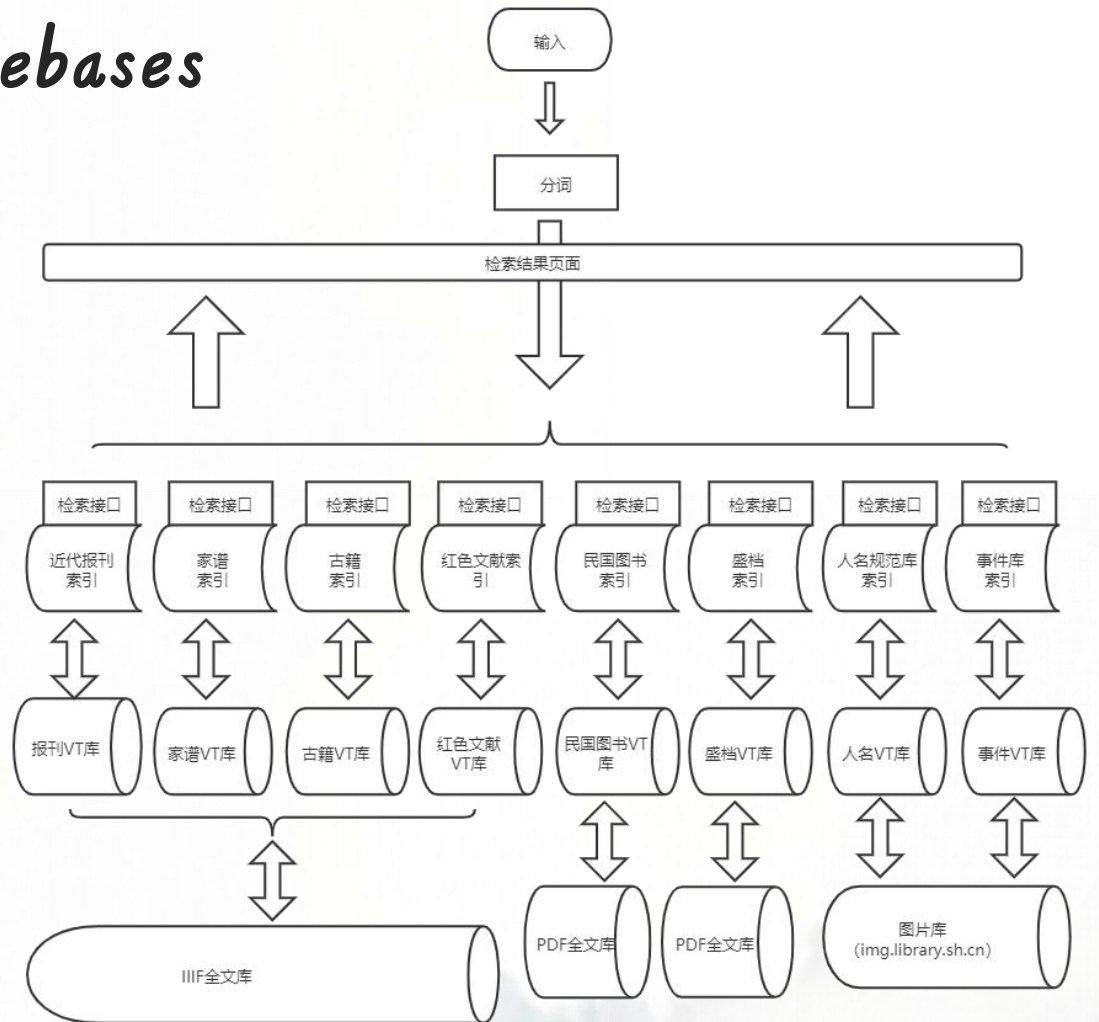 ebases
输入
分词
检索结果页面
检索接口
检索接口
检索接口
检索接口
检索接口
检索接口
检索接口
检索接口
近代报刊
索引
家谱
索引
古籍
索引
红色文献索
引
民国图书
索引
盛档
索引
人名规范库
索引
事件库
索引
报刊VT库
家谱VT库
古籍VT库
红色文献
VT库
民国图书VT
库
盛档VT库
人名VT库
事件VT库
IIIF全文库
PDF全文库
PDF全文库
图片库
（img.library.sh.cn）